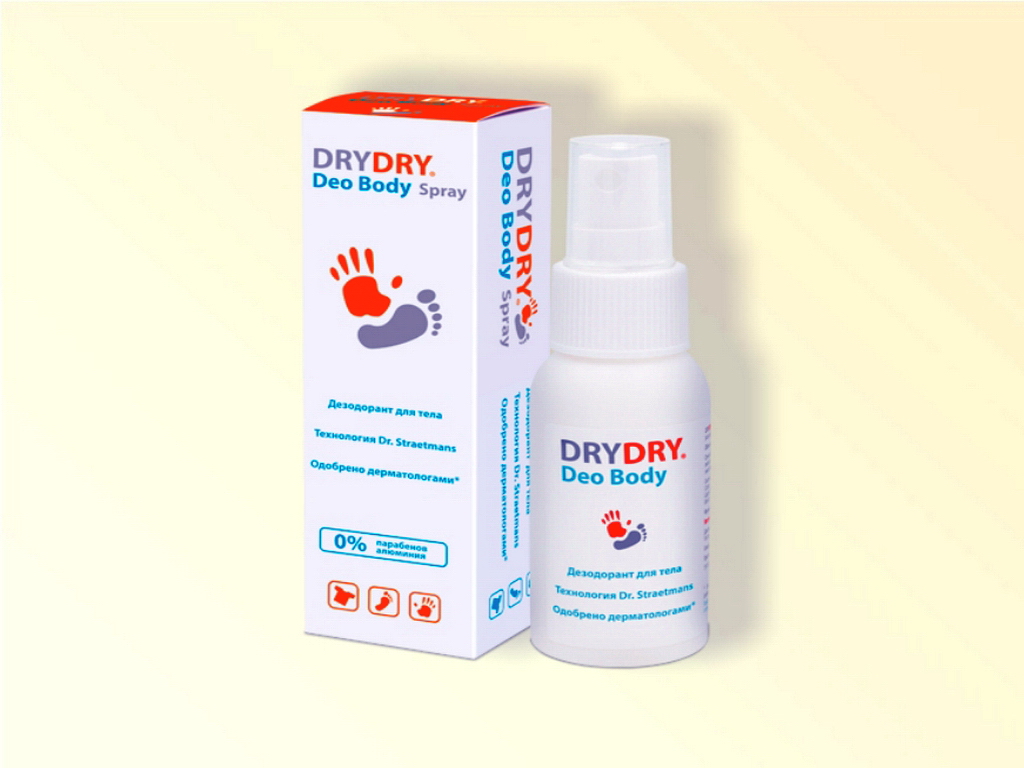 DRYDRY.
DRYDRY®
Deo Body Spray
Дезодорант для тела
Технология Dr. Straetmans
Одобрено дерматологами*
0% парабенов
алюминия
DRYDRY®
Deo Body Spray
Дезодорант для тела
Технология Dr. Straetmans
Одобрено дерматологами*
DRYDRY®
Deo Body
Дезодорант для тела
Технология Dr. Straetmans
Одобрено дерматологами*